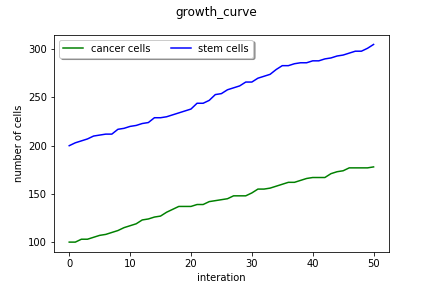 growth_curve
cancer cells stem cells
number of cells
300
250
200
150
100
0 10 20 30 40 50
interation